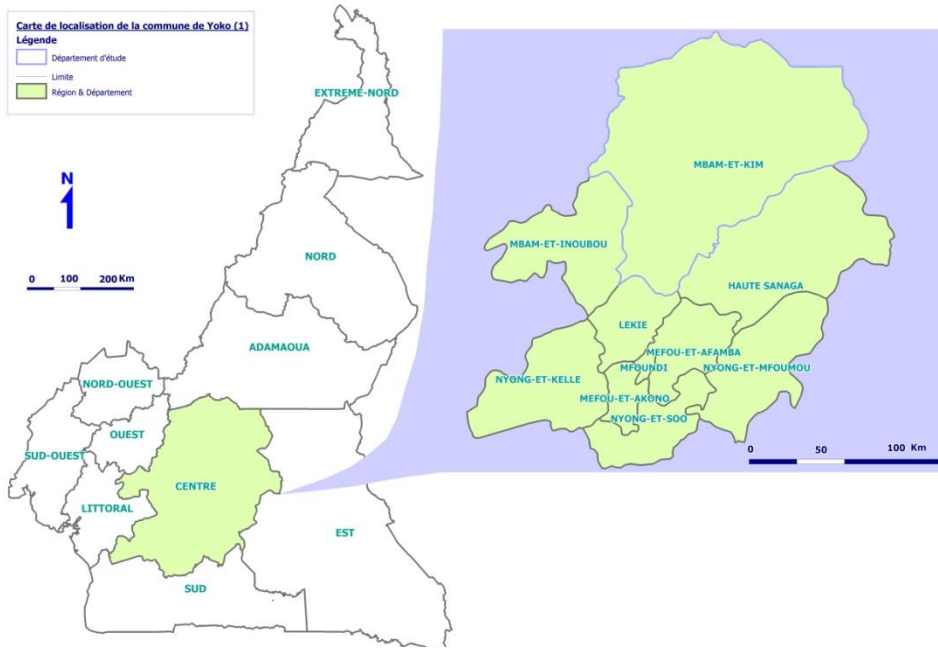 Carte de localisation de la commune de Yoko (1)
Légende
Département d'étude
Limite
Région & Département
N
0 100 200 Km
EXTREME-NORD
NORD
ADAMAOUA
NORD-OUEST
OUEST
SUD-OUEST
LITTORAL
CENTRE
EST
SUD
MBAM-ET-KIM
MBAM-ET-INOUBOU
HAUTE SANAGA
LEKIE
MEFOU-ET-AFAMBA
MFOUNDI
NYONG-ET-MFOUMOU
NYONG-ET-KELLE
MEFOU-ET-AKONO
NYONG-ET-SOO
0 50 100 Km